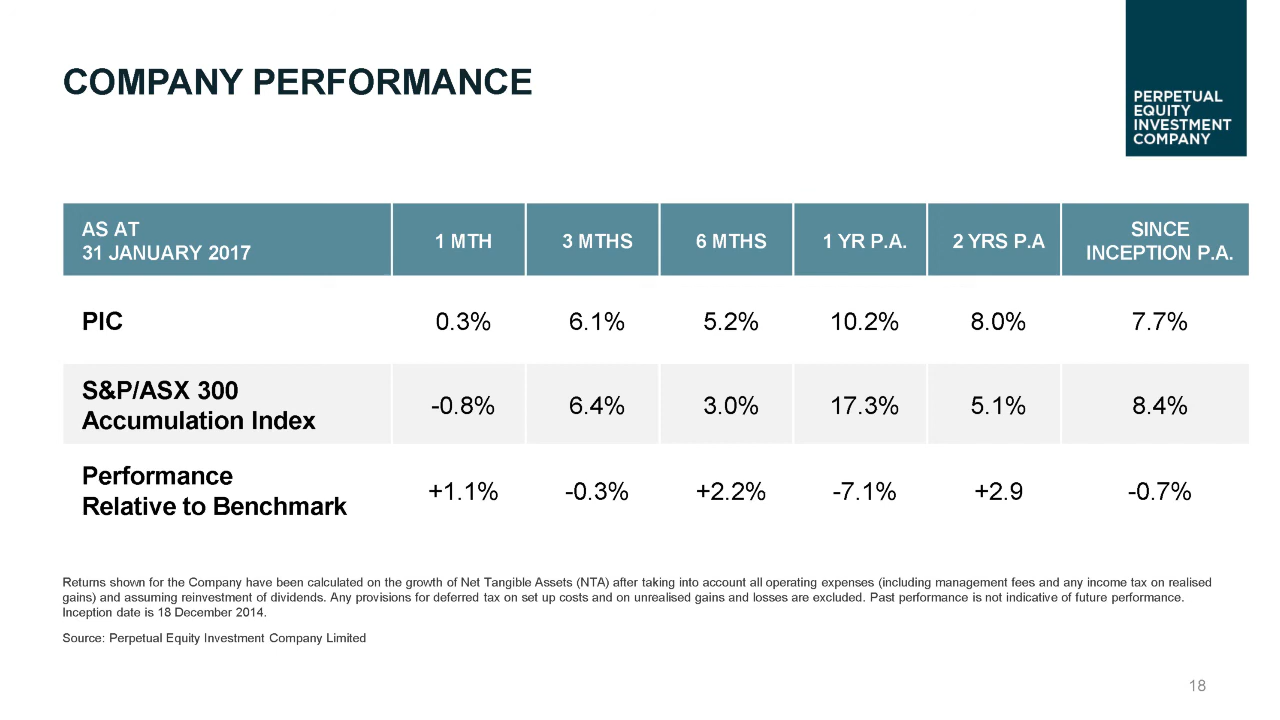 COMPANY PERFORMANCE
PERPETUAL
EQUITY
INVESTMENT
COMPANY
AS AT
31 JANUARY 2017
1 MTH
3 MTHS
6 MTHS
1 YR P.A.
2 YRS P.A
SINCE
INCEPTION P.A.
PIC
0.3%
6.1%
5.2%
10.2%
8.0%
7.7%
S&P/ASX 300
Accumulation Index
-0.8%
6.4%
3.0%
17.3%
5.1%
8.4%
Performance
Relative to Benchmark
+1.1%
-0.3%
+2.2%
-7.1%
+2.9
-0.7%
Returns shown for the Company have been calculated on the growth of Net Tangible Assets (NTA) after taking into account all operating expenses (including management fees and any income tax on realised
gains) and assuming reinvestment of dividends. Any provisions for deferred tax on set up costs and on unrealised gains and losses are excluded. Past performance is not indicative of future performance.
Inception date is 18 December 2014.
Source: Perpetual Equity Investment Company Limited
18